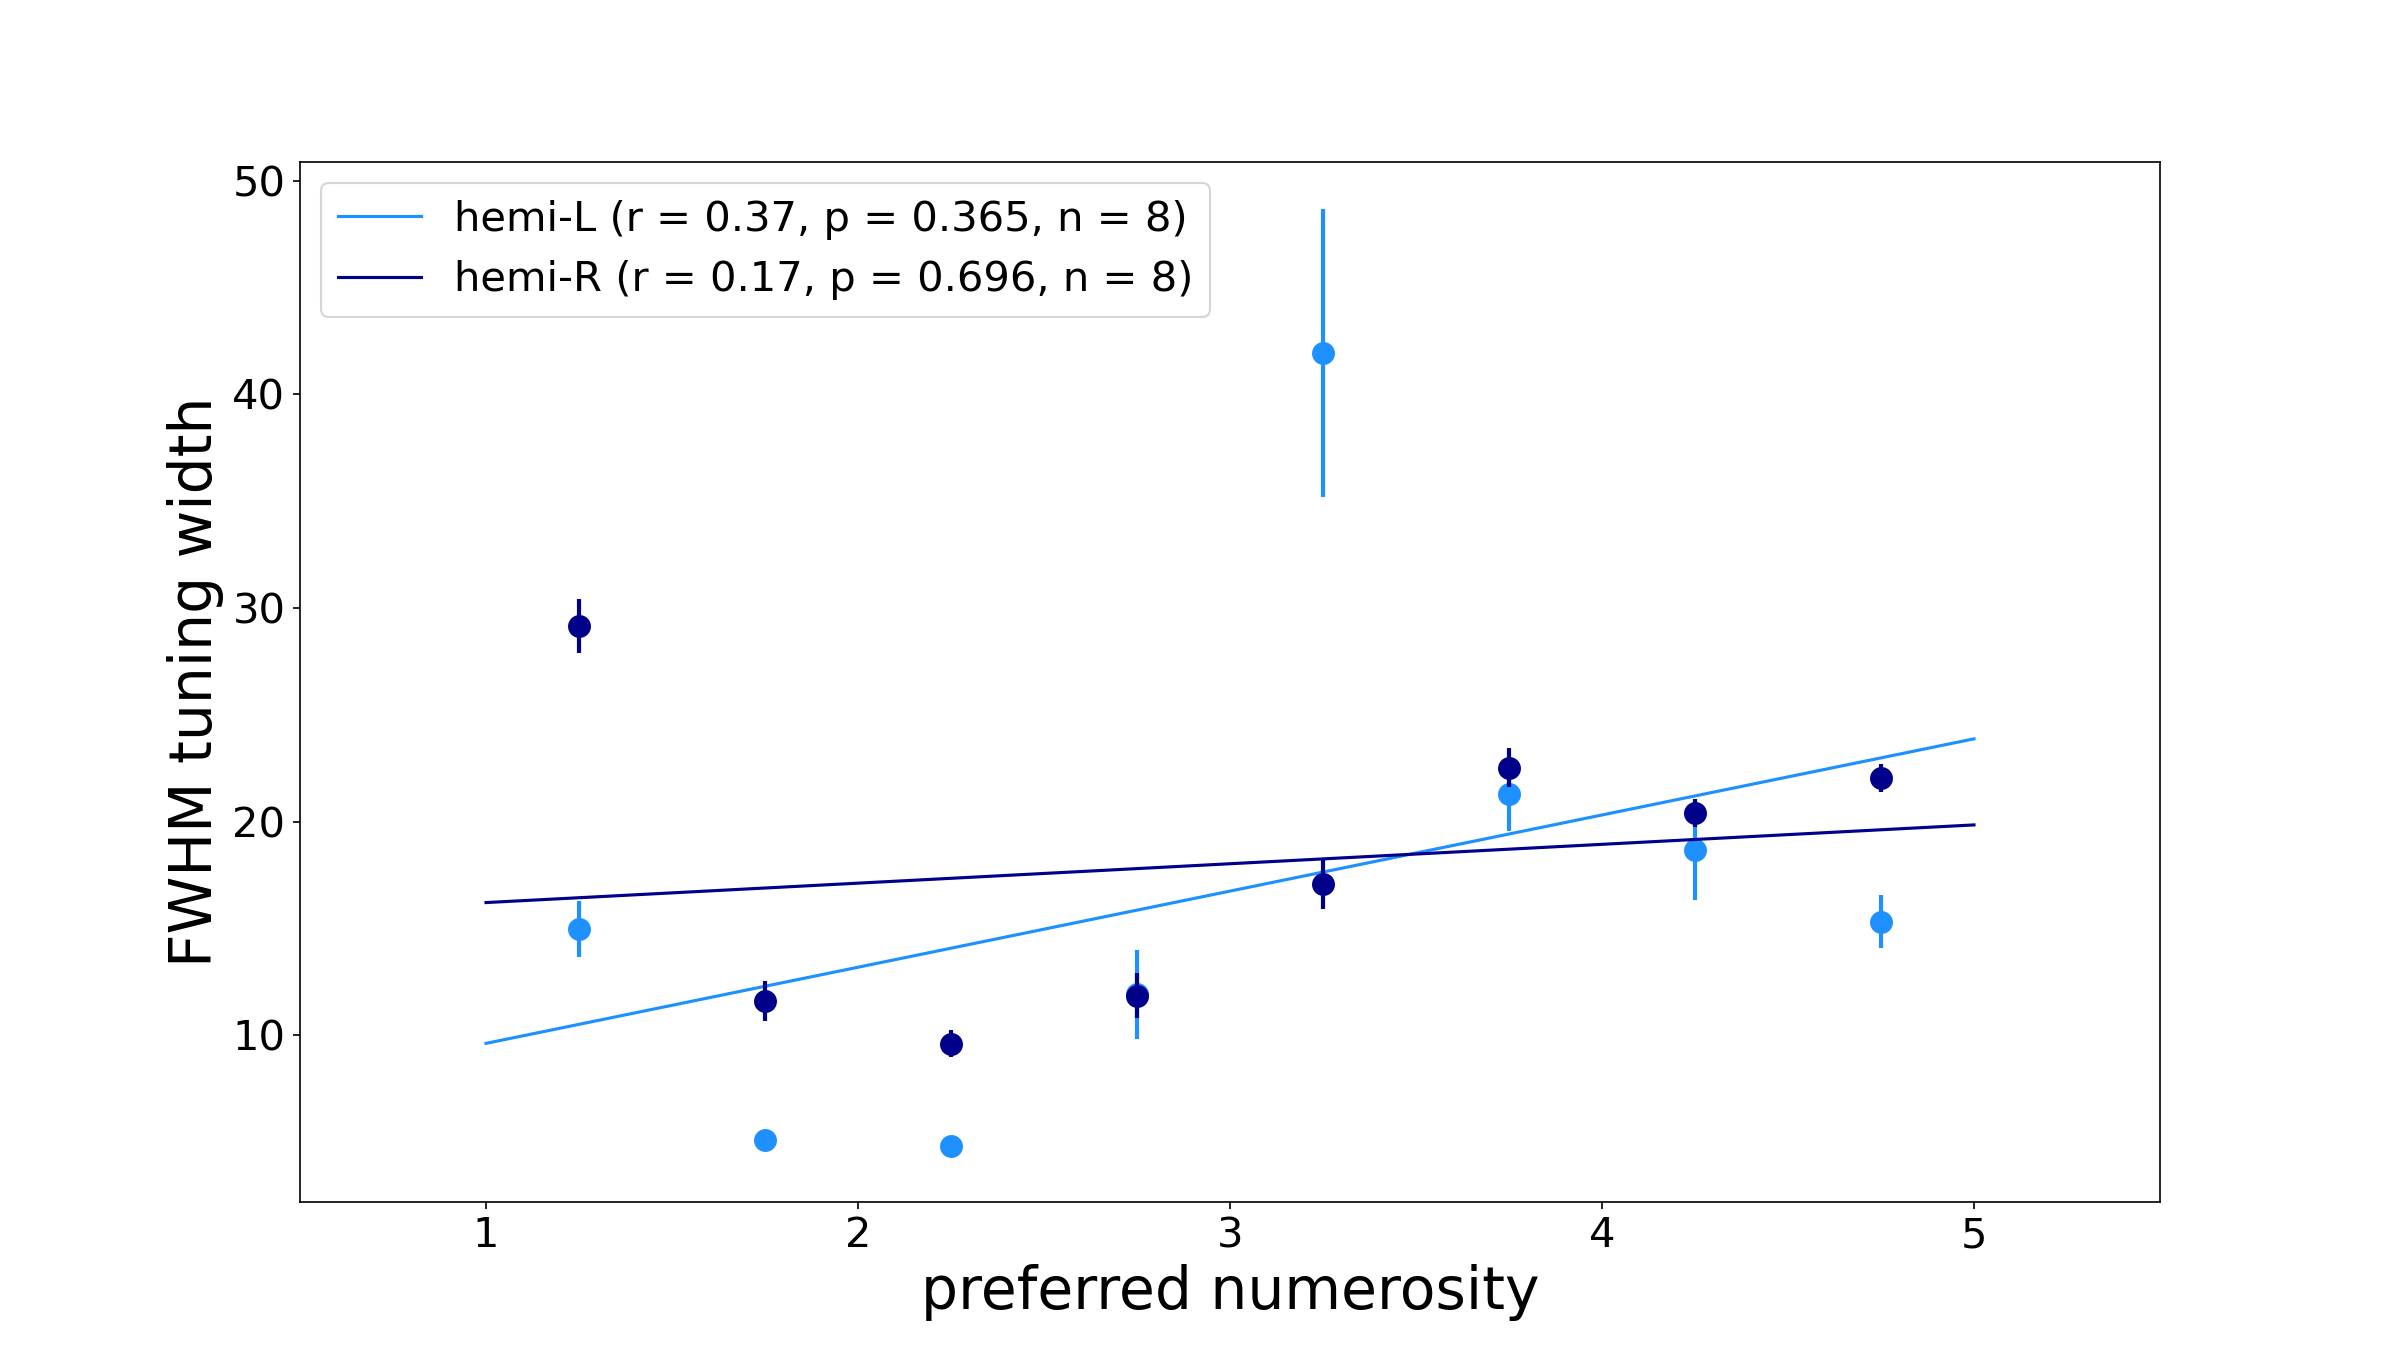 50
hemi-L (r = 0.37, p = 0.365, n = 8)
hemi-R (r = 0.17, p = 0.696, n = 8)
40
30
20
10
FWHM tuning width
1 2 3 4 5
preferred numerosity